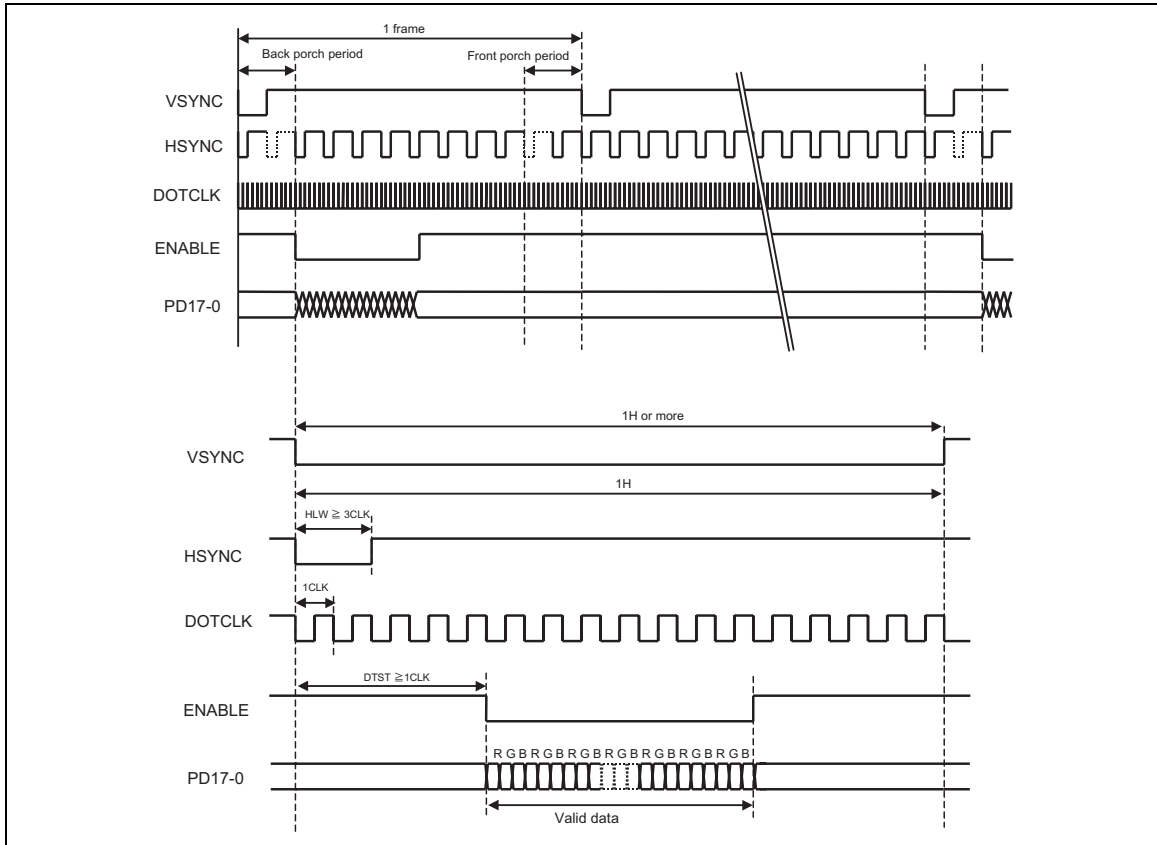 1 frame
Back porch period
Front porch period
VSYNC
HSYNC
DOTCLK
ENABLE
PD17-0
1H or more
VSYNC
1H
HLW ≧ 3CLK
HSYNC
1CLK
DOTCLK
DTST ≧1CLK
ENABLE
R G B R G B R G B R G B R G B R G B R G B
PD17-0
Valid data